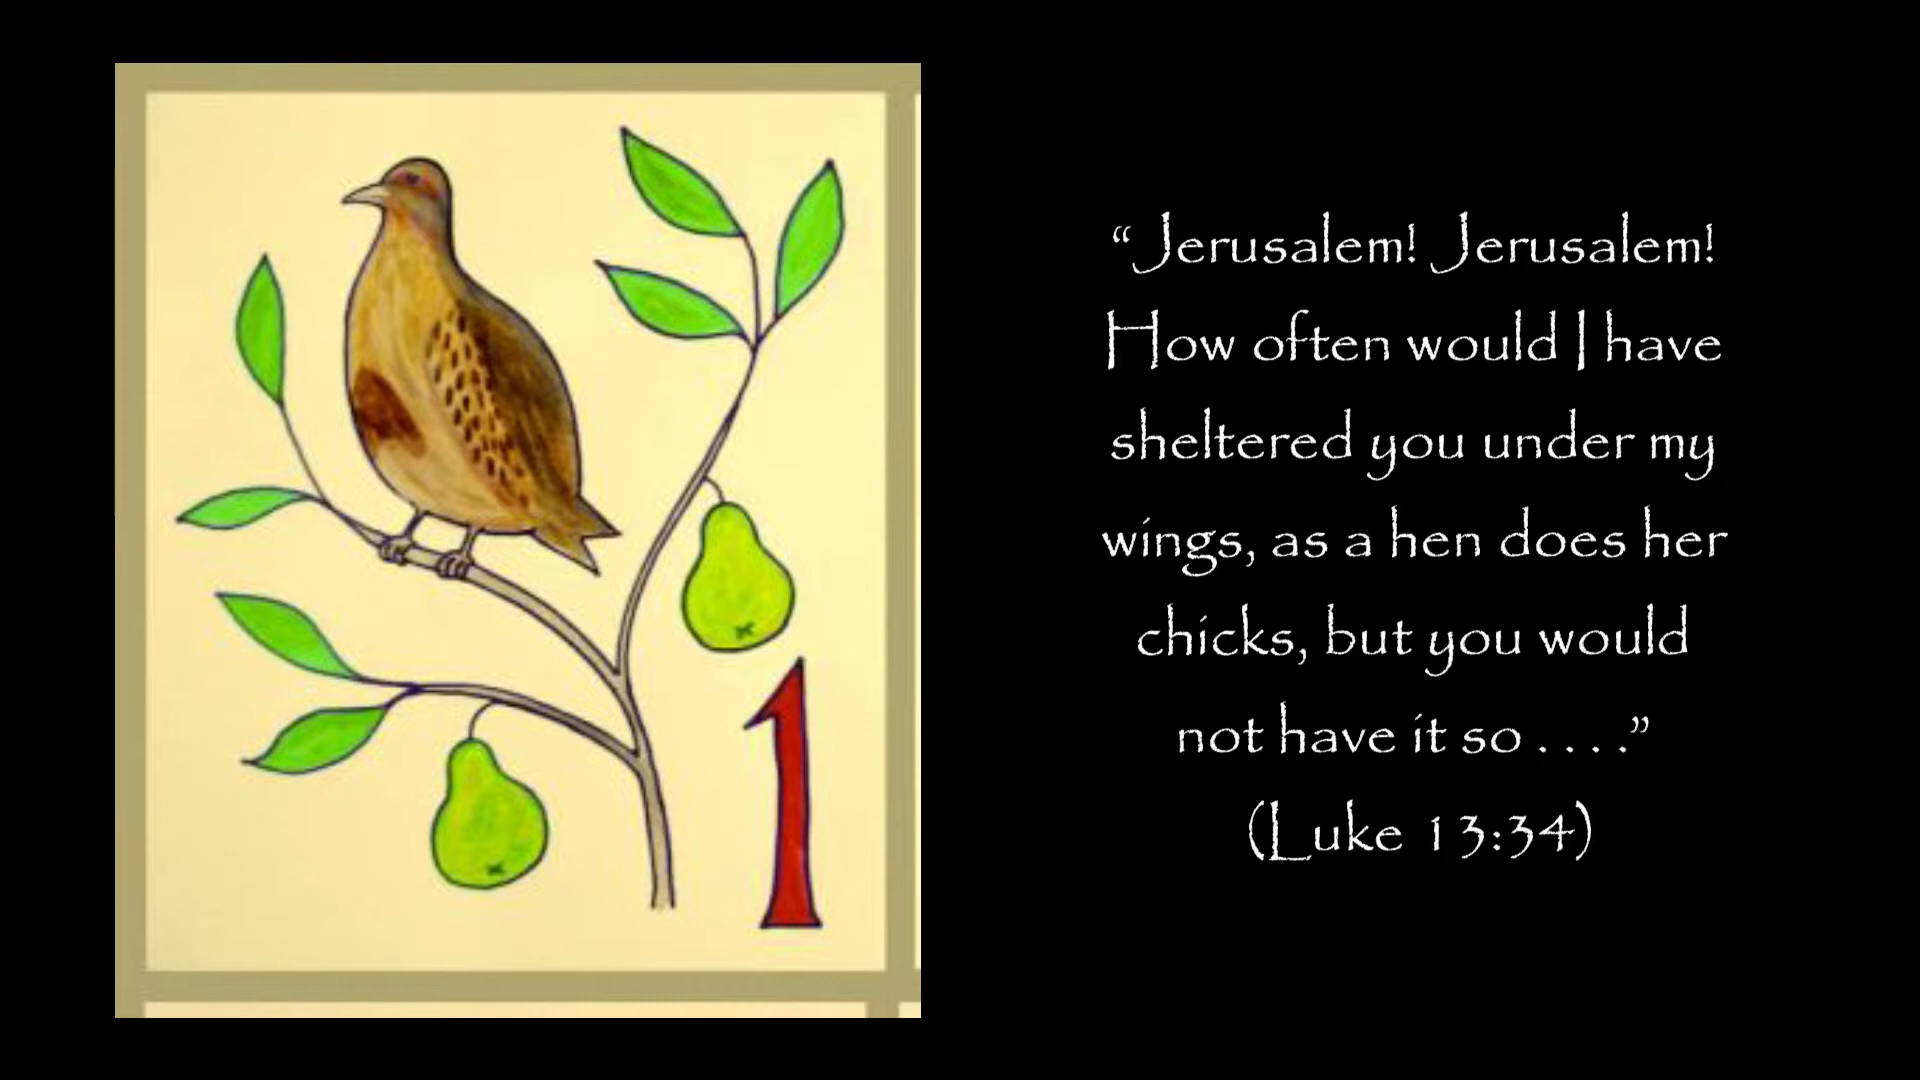 1
“Jerusalem! Jerusalem!
How often would I have
sheltered you under my
wings, as a hen does her
chicks, but you would
not have it so . . . .”
(Luke 13:34)